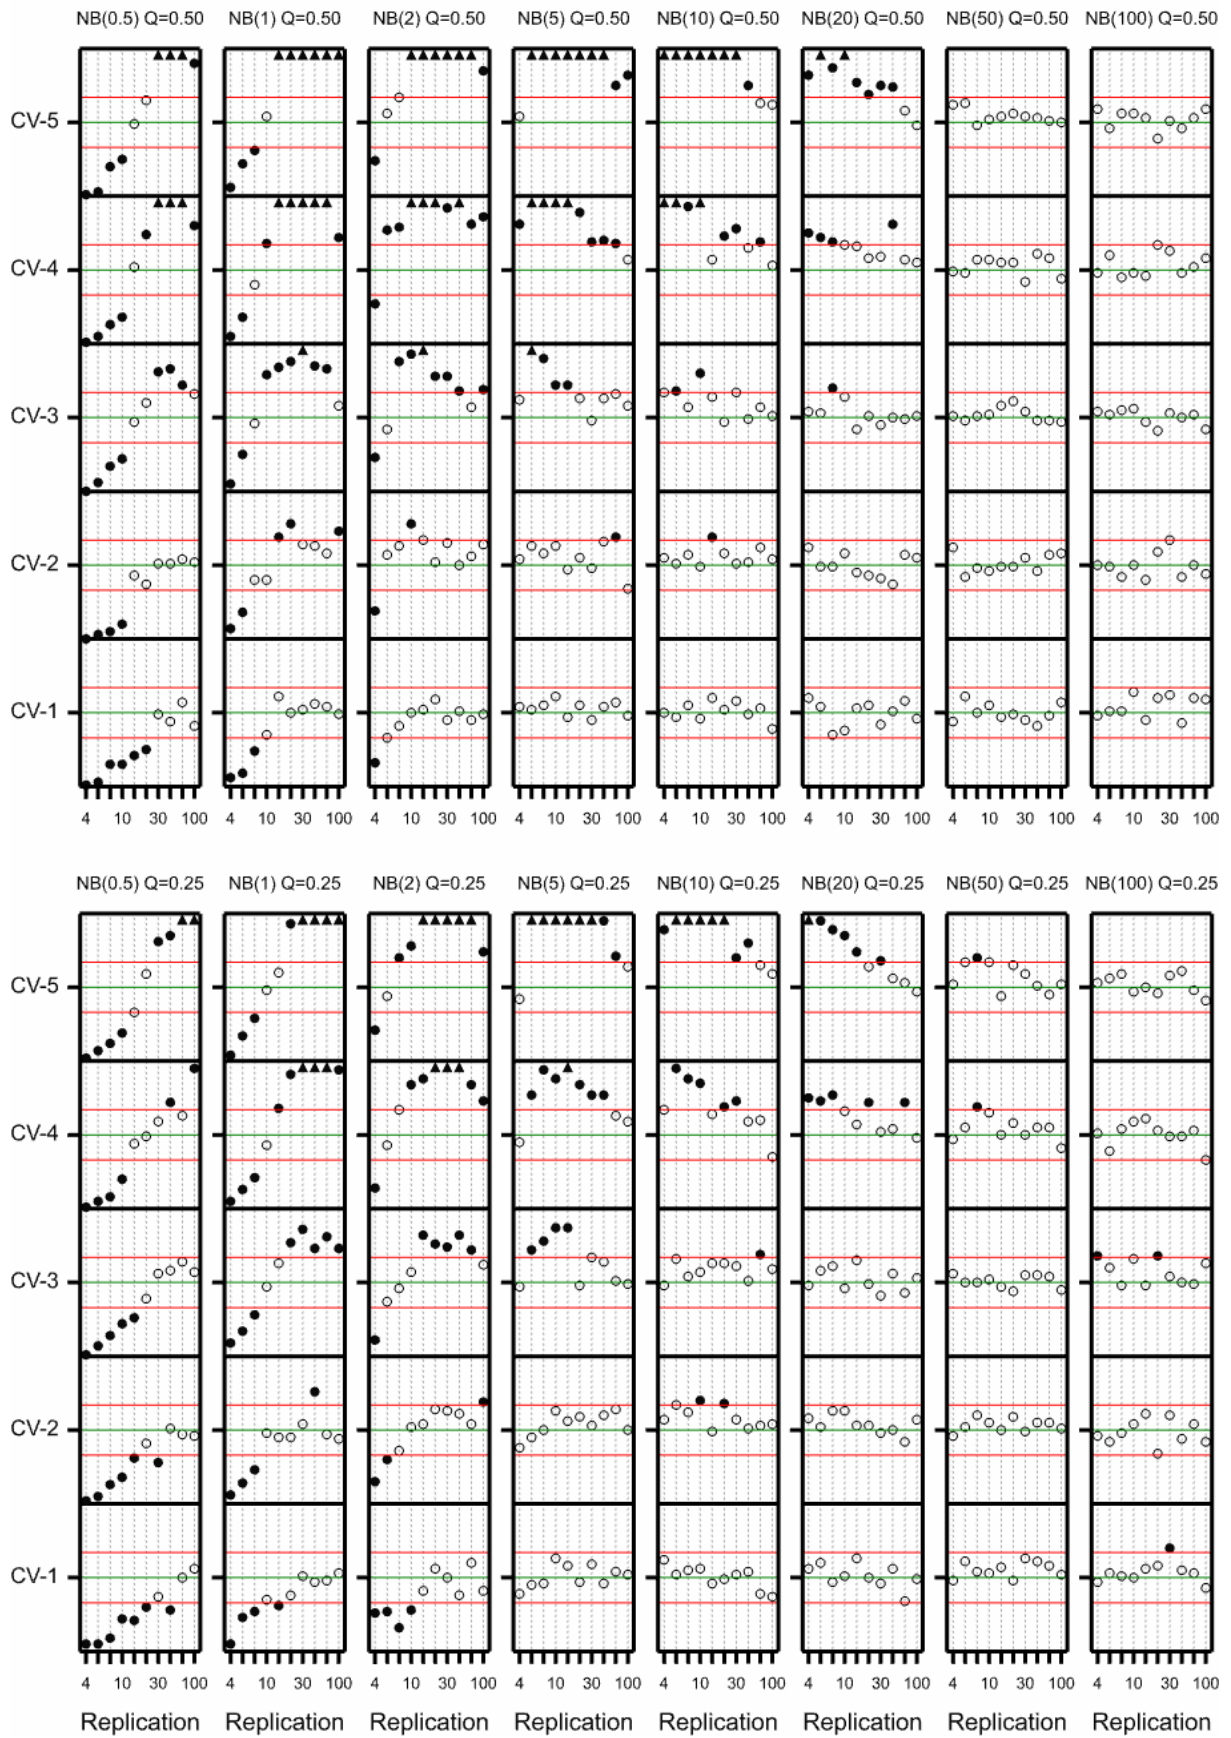 NB(0.5) Q=0.50 NB(1) Q=0.50 NB(2) Q=0.50 NB(5) Q=0.50 NB(10) Q=0.50 NB(20) Q=0.50 NB(50) Q=0.50 NB(100) Q=0.50
CV-5
CV-4
CV-3
CV-2
CV-1
4 10 30 100 4 10 30 100 4 10 30 100 4 10 30 100 4 10 30 100 4 10 30 100 4 10 30 100 4 10 30 100
NB(0.5) Q=0.25 NB(1) Q=0.25 NB(2) Q=0.25 NB(5) Q=0.25 NB(10) Q=0.25 NB(20) Q=0.25 NB(50) Q=0.25 NB(100) Q=0.25
CV-5
CV-4
CV-3
CV-2
CV-1
4 10 30 100 4 10 30 100 4 10 30 100 4 10 30 100 4 10 30 100 4 10 30 100 4 10 30 100 4 10 30 100
Replication Replication Replication Replication Replication Replication Replication Replication